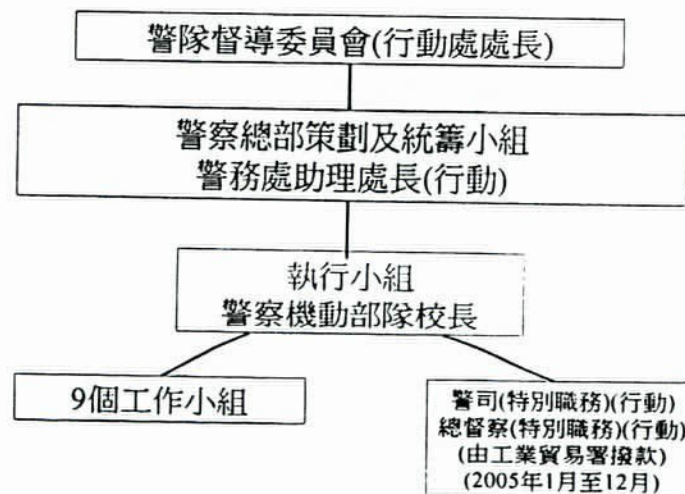 警隊督導委員會(行動處處長)
警察總部策劃及統籌小組
警務處助理處長(行動)
執行小組
警察機動部隊校長
9個工作小組
警司(特別職務)(行動)
總督察(特別職務)(行動)
(由工業貿易署撥款)
(2005年1月至12月)